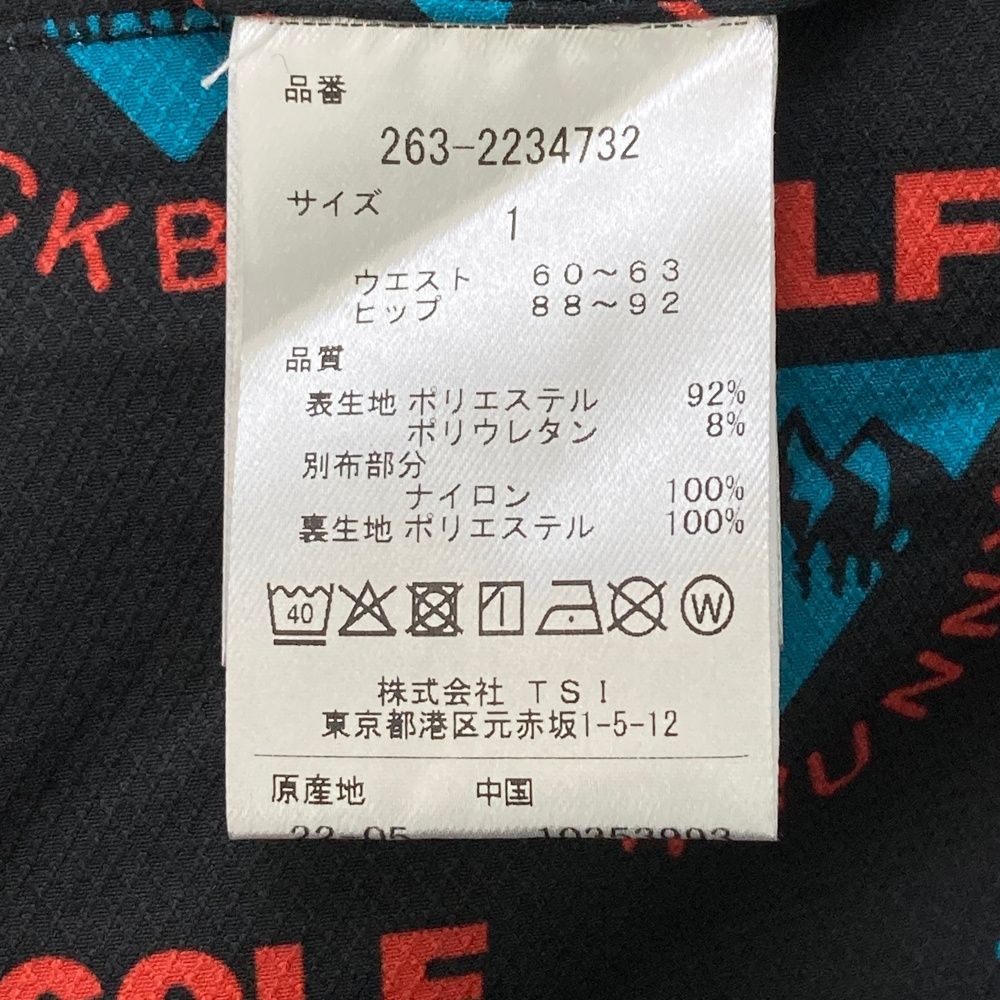 品番
263-2234732
サイズ
1
ウエスト 60～63
ヒップ 88～92
品質
表生地 ポリエステル 92%
ポリウレタン 8%
別布部分
ナイロン 100%
裏生地 ポリエステル 100%
40
W
株式会社 TSI
東京都港区元赤坂1-5-12
原産地 中国
22-05
CKB
LF
UNN
GOLF